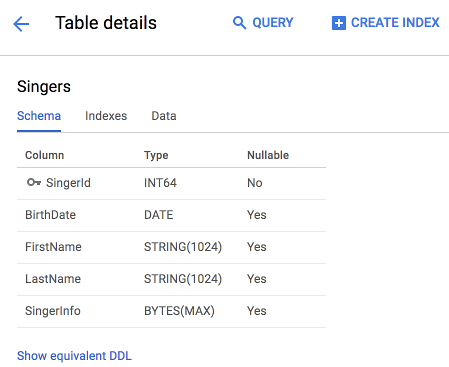 Table details QUERY CREATE INDEX
Singers
Schema Indexes Data
Column Type Nullable
SingerId INT64 No
BirthDate DATE Yes
FirstName STRING(1024) Yes
LastName STRING(1024) Yes
SingerInfo BYTES(MAX) Yes
Show equivalent DDL